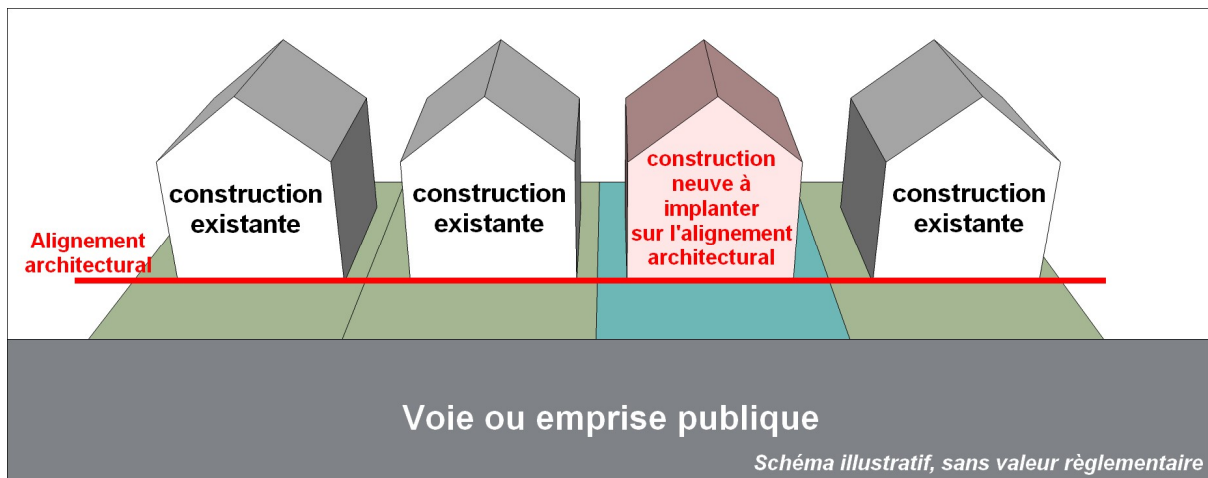 construction
existante
construction
existante
construction
neuve à
implanter
sur l'alignement
architectural
construction
existante
Alignement
architectural
Voie ou emprise publique
Schéma illustratif, sans valeur règlementaire